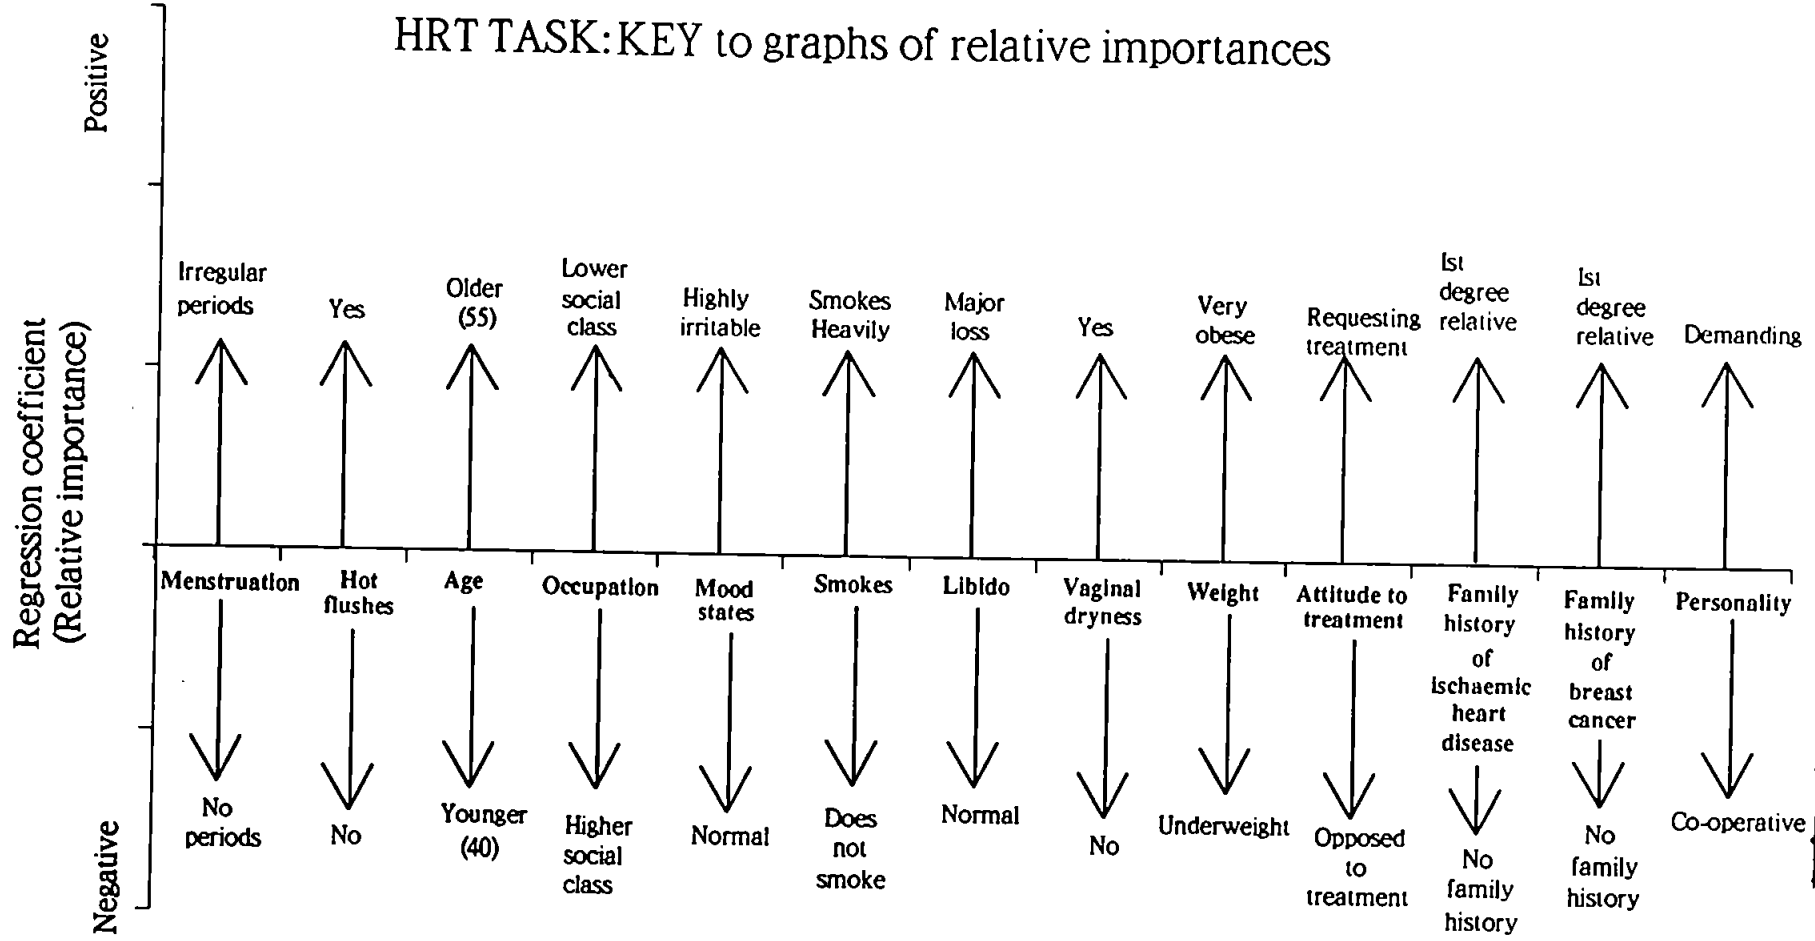 HRT TASK: KEY to graphs of relative importances
Positive
Regression coefficient
(Relative importance)
Negative
Irregular
periods
Yes
Older
(55)
Lower
social
class
Highly
irritable
Smokes
Heavily
Major
loss
Yes
Very
obese
Requesting
treatment
Ist
degree
relative
Ist
degree
relative
Demanding
Menstruation
Hot
flushes
Age
Occupation
Mood
states
Smokes
Libido
Vaginal
dryness
Weight
Attitude to
treatment
Family
history
of
ischaemic
heart
disease
Family
history
of
breast
cancer
Personality
No
periods
No
Younger
(40)
Higher
social
class
Normal
Does
not
smoke
Normal
No
Underweight
Opposed
to
treatment
No
family
history
No
family
history
Co-operative